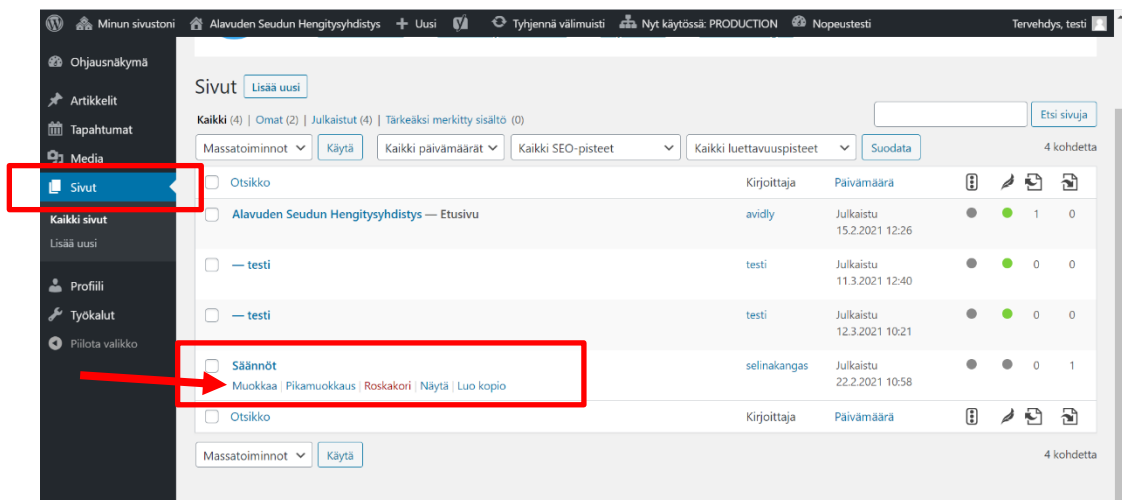 Minun sivustoni Alavuden Seudun Hengitysyhdistys + Uusi Tyhjennä välimuisti Nyt käytössä: PRODUCTION Nopeustesti Tervehdys, testi
Ohjausnäkymä
Artikkelit
Tapahtumat
Media
Sivut
Kaikki sivut
Lisää uusi
Profiili
Työkalut
Piilota valikko
Sivut Lisää uusi
Kaikki (4) | Omat (2) | Julkaistut (4) | Tärkeäksi merkitty sisältö (0)
Etsi sivuja
Massatoiminnot Käytä Kaikki päivämäärät Kaikki SEO-pisteet Kaikki luettavuuspisteet Suodata 4 kohdetta
Otsikko Kirjoittaja Päivämäärä
Alavuden Seudun Hengitysyhdistys — Etusivu avidly Julkaistu 1 0
15.2.2021 12:26
— testi testi Julkaistu 0 0
11.3.2021 12:40
— testi testi Julkaistu 0 0
12.3.2021 10:21
Säännöt selinakangas Julkaistu 0 1
Muokkaa | Pikamuokkaus | Roskakori | Näytä | Luo kopio 22.2.2021 10:58
Otsikko Kirjoittaja Päivämäärä
Massatoiminnot Käytä 4 kohdetta